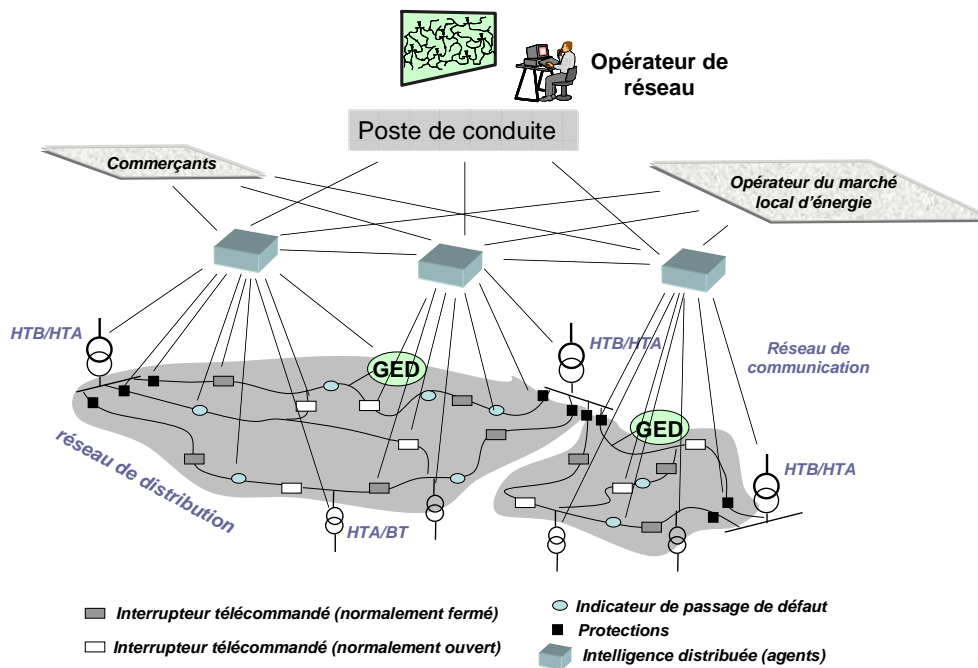 Opérateur de
réseau
Poste de conduite
Commerçants
Opérateur du marché
local d'énergie
HTB/HTA
HTB/HTA
Réseau de
communication
GED
GED
réseau de distribution
HTB/HTA
HTA/BT
Interrupteur télécommandé (normalement fermé)
Interrupteur télécommandé (normalement ouvert)
Indicateur de passage de défaut
Protections
Intelligence distribuée (agents)